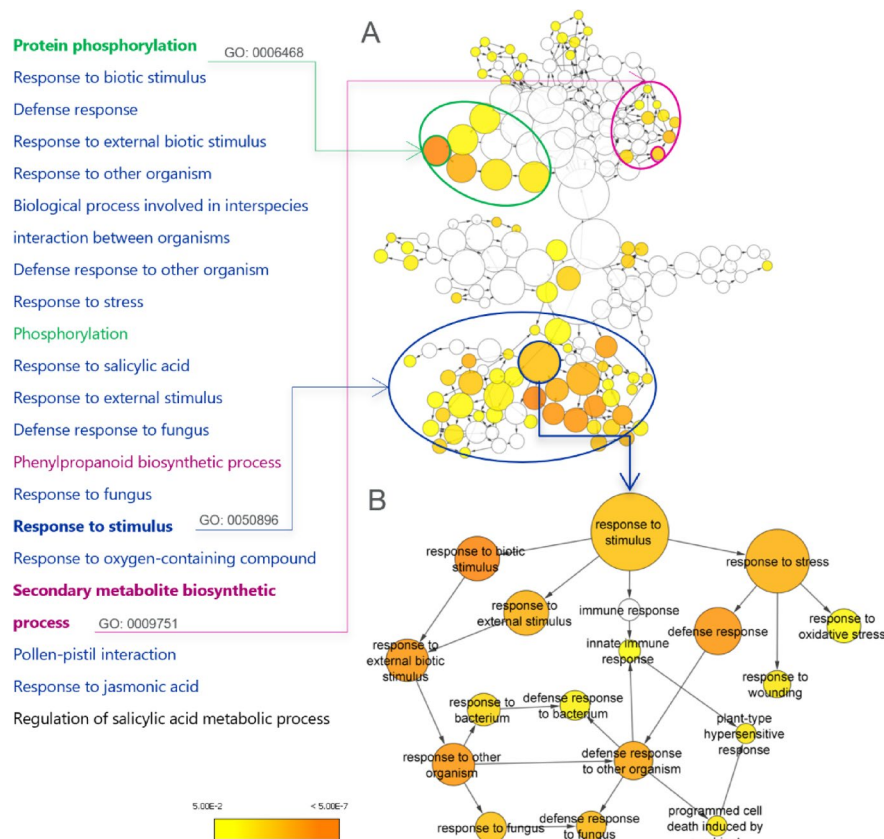 Protein phosphorylation
GO: 0006468
Response to biotic stimulus
Defense response
Response to external biotic stimulus
Response to other organism
Biological process involved in interspecies
interaction between organisms
Defense response to other organism
Response to stress
Phosphorylation
Response to salicylic acid
Response to external stimulus
Defense response to fungus
Phenylpropanoid biosynthetic process
Response to fungus
Response to stimulus
GO: 0050896
Response to oxygen-containing compound
Secondary metabolite biosynthetic
process
GO: 0009751
Pollen-pistil interaction
Response to jasmonic acid
Regulation of salicylic acid metabolic process
5.00E-2
< 5.00E-7
A
B
response to
stimulus
response to biotic
stimulus
response to stress
response to
external stimulus
immune response
defense response
response to
oxidative stress
response to
external biotic
stimulus
innate immune
response
response to
wounding
response to
bacterium
defense response
to bacterium
plant-type
hypersensitive
response
response to other
organism
defense response
to other organism
response to fungus
defense response
to fungus
programmed cell
death induced by